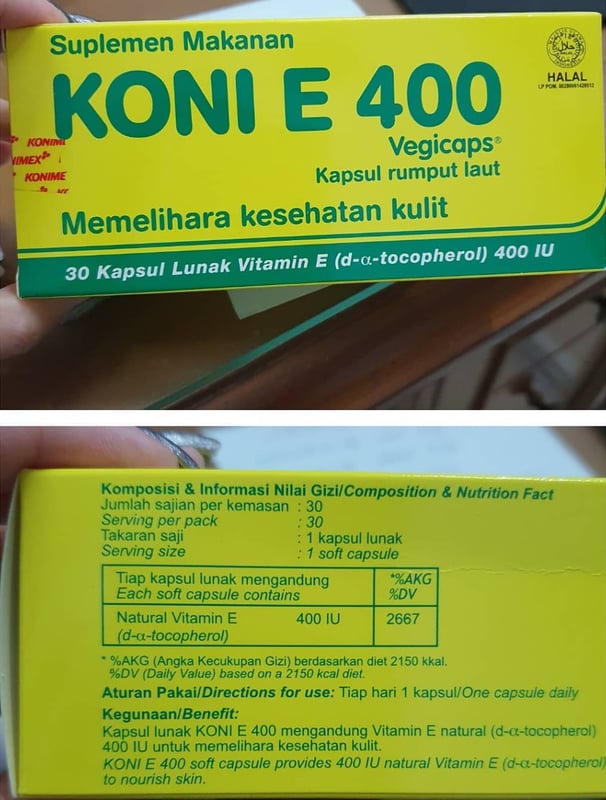 Suplemen Makanan
KONI E 400
Vegicaps®
Kapsul rumput laut
Memelihara kesehatan kulit
30 Kapsul Lunak Vitamin E (d-α-tocopherol) 400 IU
HALAL
KONIME
IMEX
KONIME
Komposisi & Informasi Nilai Gizi/Composition & Nutrition Fact
Jumlah sajian per kemasan : 30
Serving per pack : 30
Takaran saji : 1 kapsul lunak
Serving size : 1 soft capsule
Tiap kapsul lunak mengandung *%AKG
Each soft capsule contains %DV
Natural Vitamin E 400 IU 2667
(d-α-tocopherol)
* %AKG (Angka Kecukupan Gizi) berdasarkan diet 2150 kkal.
%DV (Daily Value) based on a 2150 kcal diet.
Aturan Pakai/Directions for use: Tiap hari 1 kapsul/One capsule daily
Kegunaan/Benefit:
Kapsul lunak KONI E 400 mengandung Vitamin E natural (d-α-tocopherol)
400 IU untuk memelihara kesehatan kulit.
KONI E 400 soft capsule provides 400 IU natural Vitamin E (d-α-tocopherol)
to nourish skin.